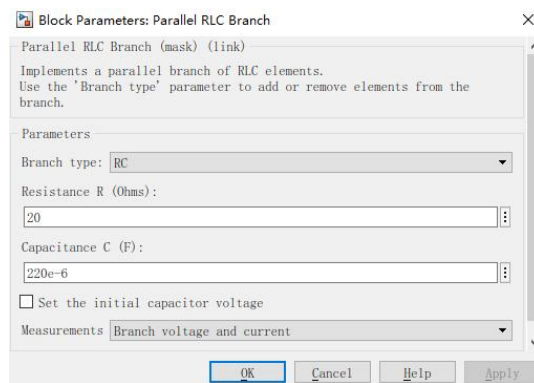 Block Parameters: Parallel RLC Branch
Parallel RLC Branch (mask) (link)
Implements a parallel branch of RLC elements.
Use the 'Branch type' parameter to add or remove elements from the
branch.
Parameters
Branch type: RC
Resistance R (Ohms):
20
Capacitance C (F):
220e-6
Set the initial capacitor voltage
Measurements Branch voltage and current
OK Cancel Help Apply